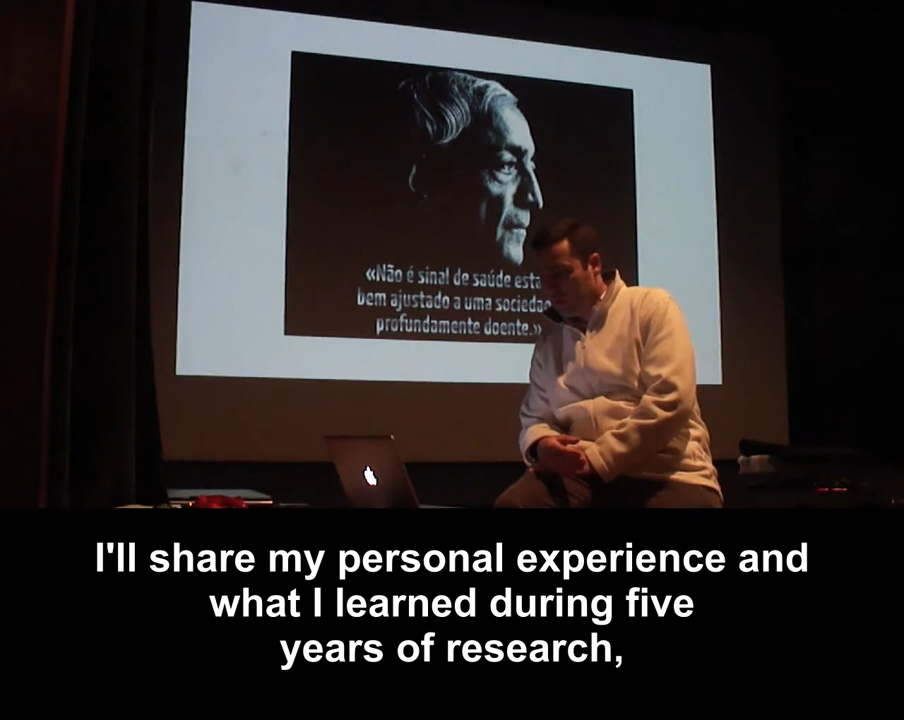 «Não é sinal de saúde esta
bem ajustado a uma sociedad
profundamente doente.»
I'll share my personal experience and
what I learned during five
years of research,